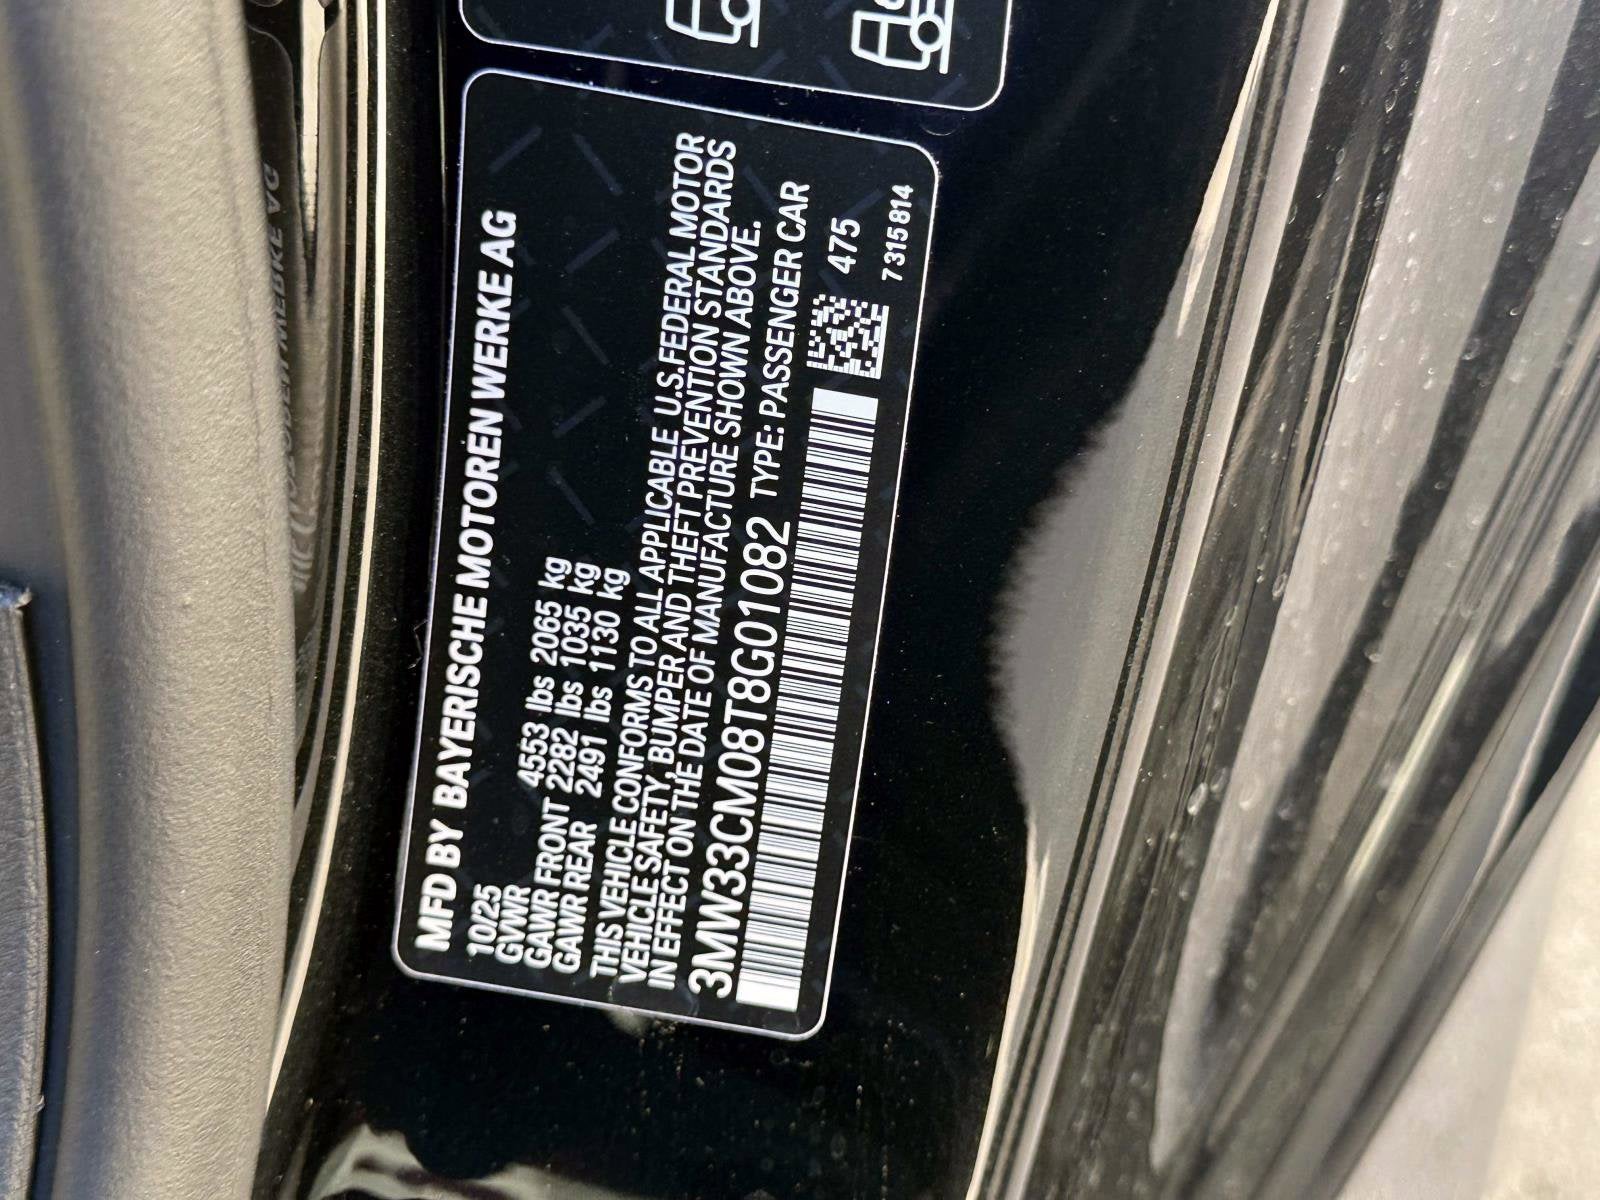 MFD BY BAYERISCHE MOTOREN WERKE AG
10/25
GVWR 4553 lbs 2065 kg
GAWR FRONT 2282 lbs 1035 kg
GAWR REAR 2491 lbs 1130 kg
THIS VEHICLE CONFORMS TO ALL APPLICABLE U.S.FEDERAL MOTOR
VEHICLE SAFETY, BUMPER AND THEFT PREVENTION STANDARDS
IN EFFECT ON THE DATE OF MANUFACTURE SHOWN ABOVE.
3MW33CM08T8G01082 TYPE: PASSENGER CAR
475
7315814